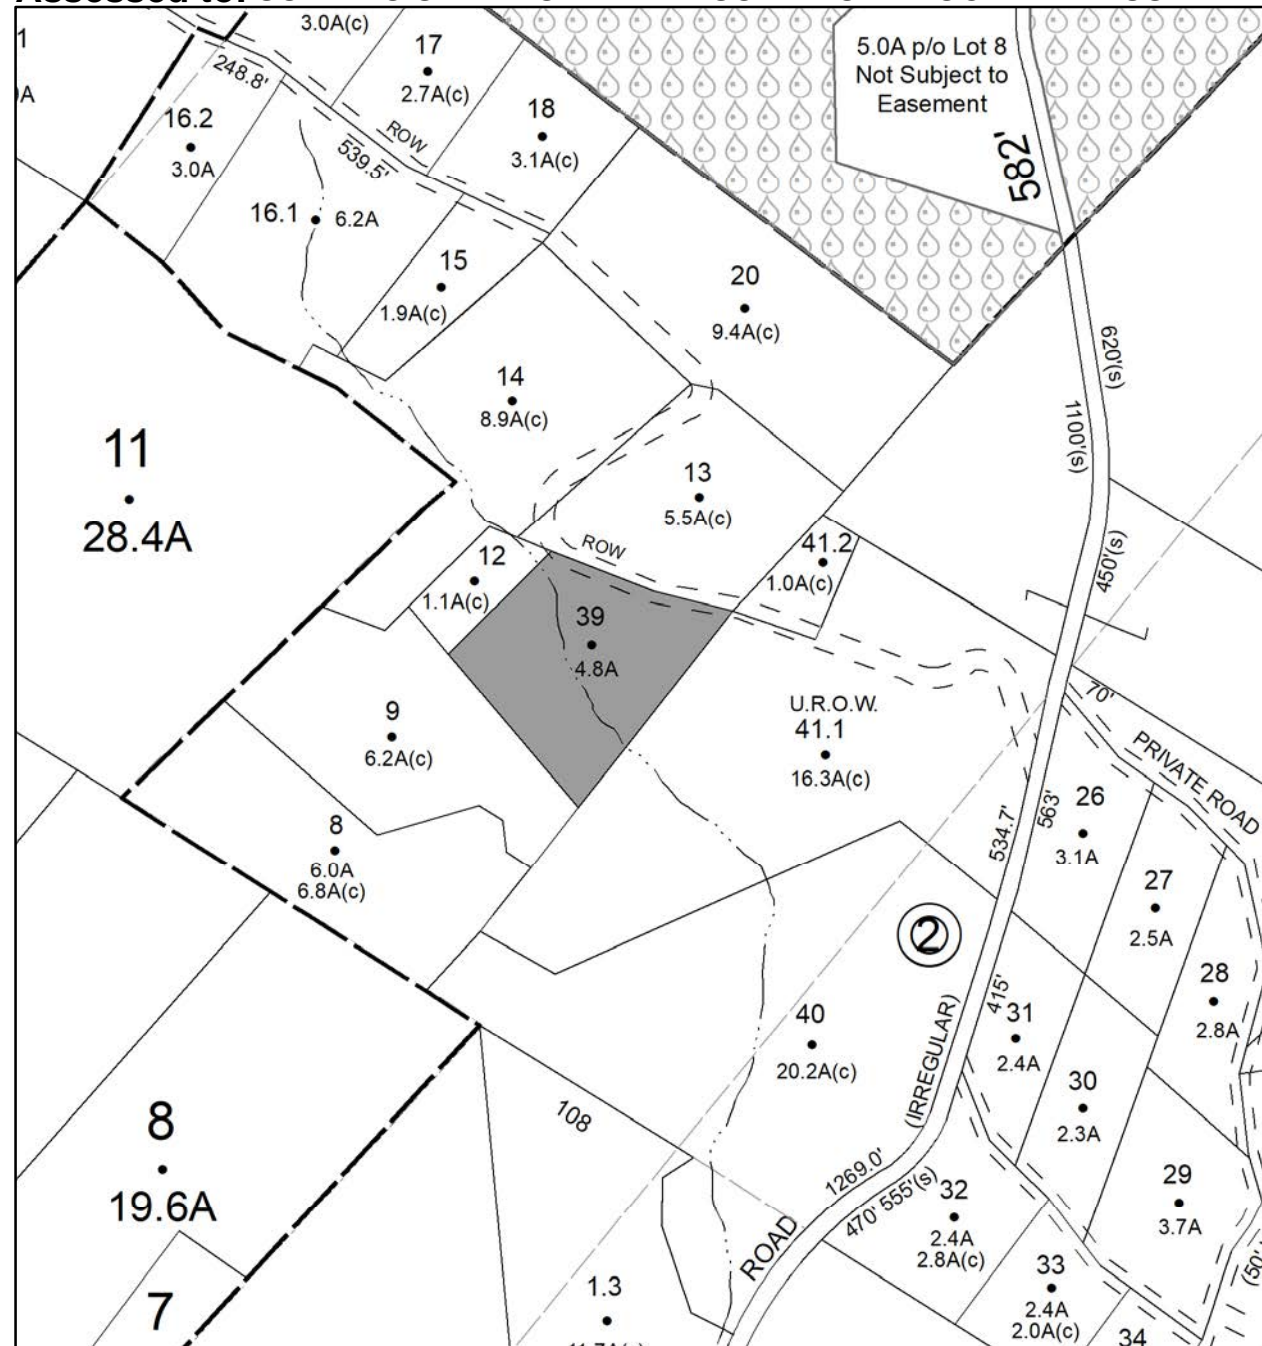 3.0A(c)
17
2.7A(c)
18
3.1A(c)
5.0A p/o Lot 8
Not Subject to
Easement
582'
1
248.8'
16.2
3.0A
ROW
539.5'
16.1
6.2A
15
1.9A(c)
20
9.4A(c)
620'(s)
1100'(s)
14
8.9A(c)
11
28.4A
13
5.5A(c)
ROW
12
1.1A(c)
41.2
1.0A(c)
450'(s)
39
4.8A
9
6.2A(c)
U.R.O.W.
41.1
16.3A(c)
70'
PRIVATE ROAD
534.7'
563'
26
3.1A
8
6.0A
6.8A(c)
27
2.5A
2
28
2.8A
415'
31
2.4A
40
20.2A(c)
(IRREGULAR)
30
2.3A
108
8
19.6A
29
3.7A
1269.0'
470' 555'(s)
32
2.4A
2.8A(c)
ROAD
33
2.4A
2.0A(c)
1.3
7
34
(50'